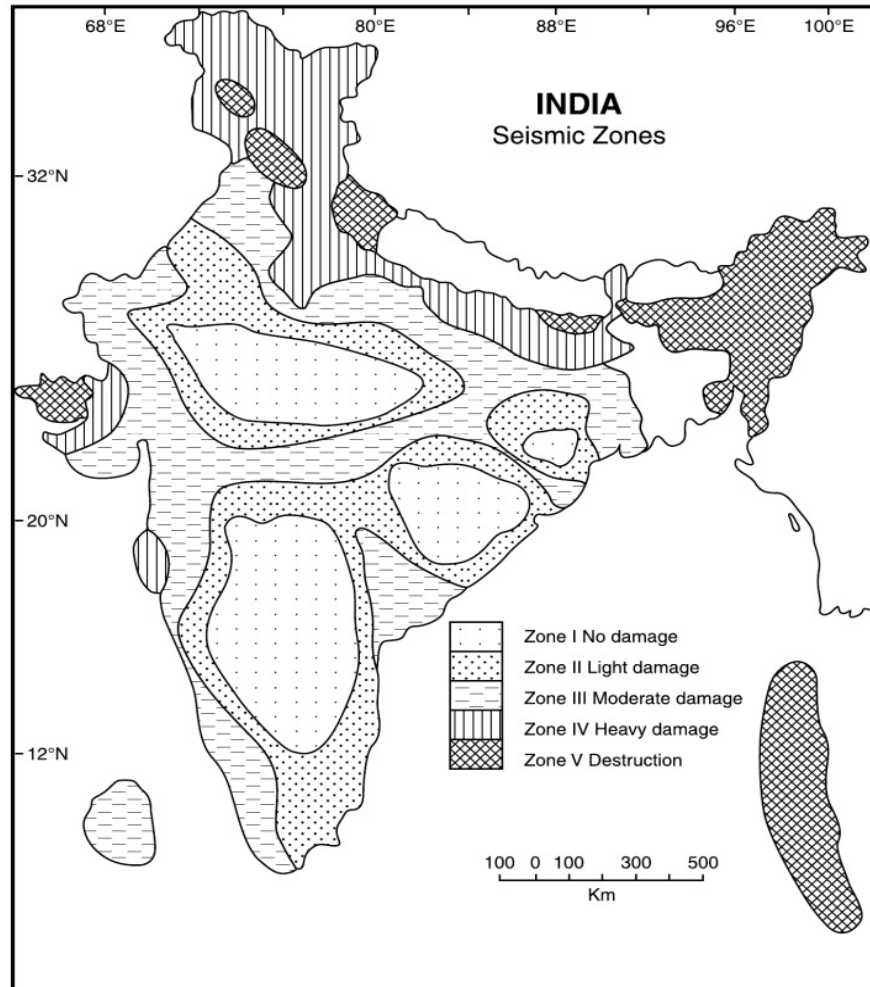 68°E 80°E 88°E 96°E 100°E
INDIA
Seismic Zones
32°N
20°N
12°N
Zone I No damage
Zone II Light damage
Zone III Moderate damage
Zone IV Heavy damage
Zone V Destruction
100 0 100 300 500
Km